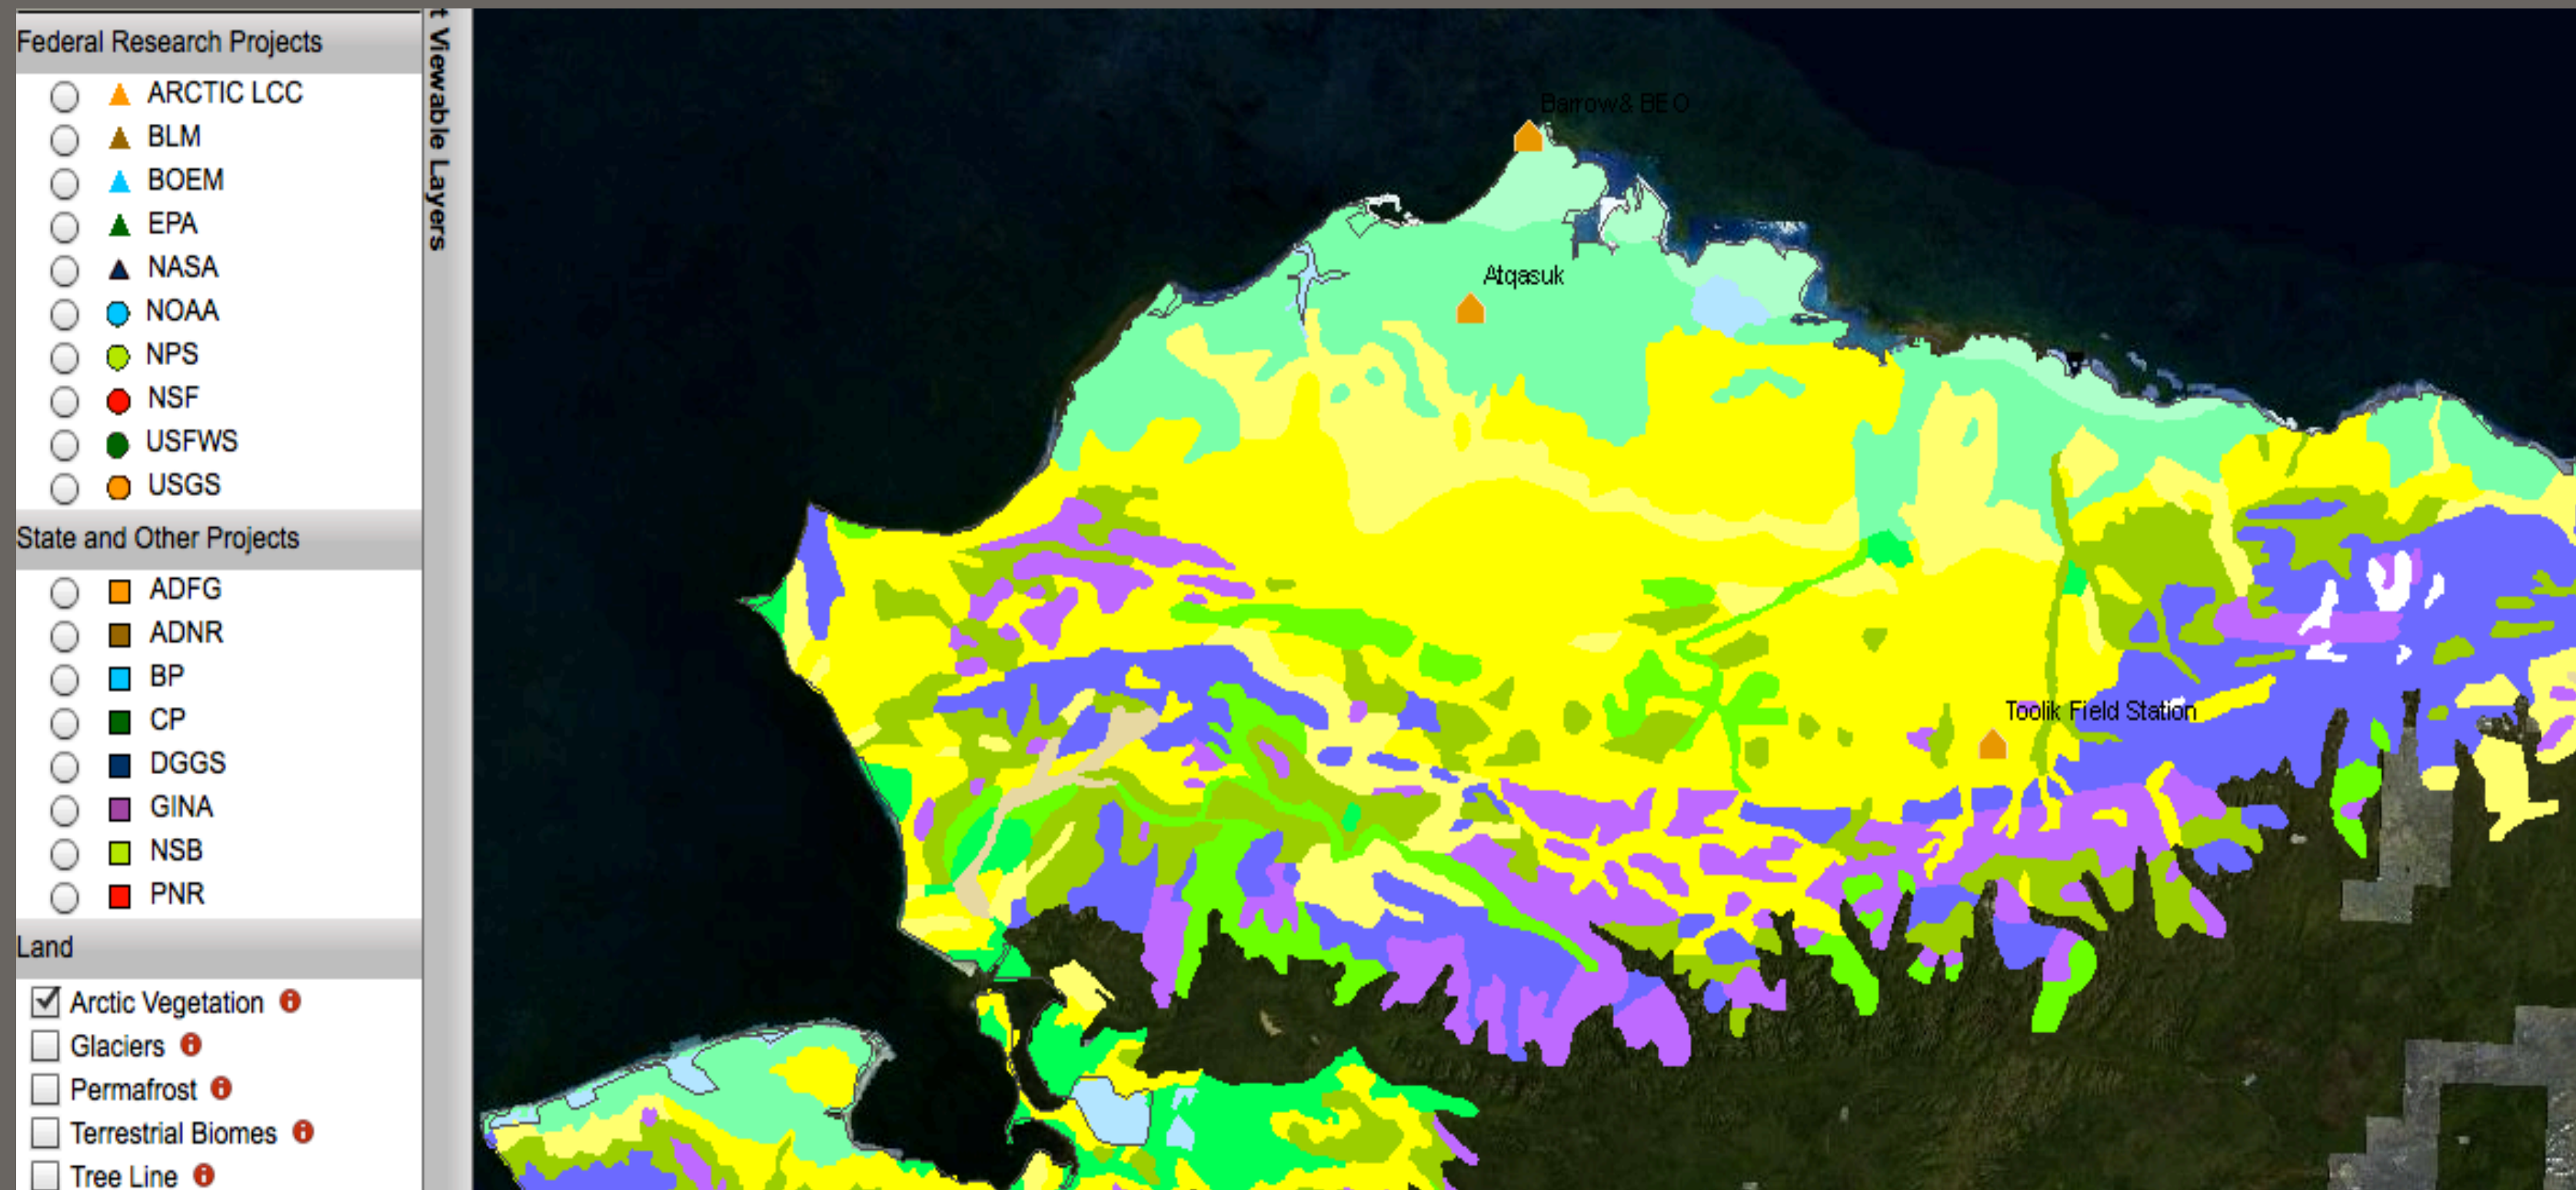 Federal Research Projects
ARCTIC LCC
BLM
BOEM
EPA
NASA
NOAA
NPS
NSF
USFWS
USGS
State and Other Projects
ADFG
ADNR
BP
CP
DGGS
GINA
NSB
PNR
Land
Arctic Vegetation
Glaciers
Permafrost
Terrestrial Biomes
Tree Line
t Viewable Layers
Barrow & BEO
Atqasuk
Toolik Field Station